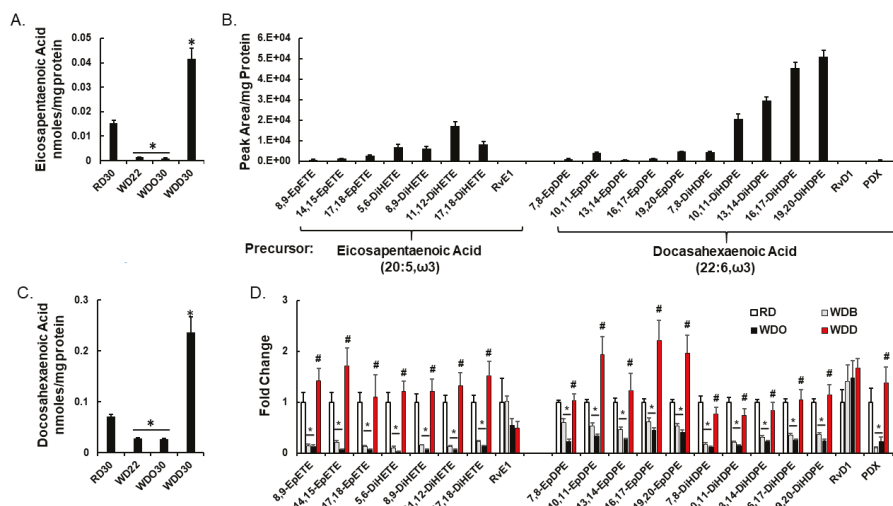 A.
Eicosapentaenoic Acid
nmoles/mg protein
0.05
0.04
0.03
0.02
0.01
0
*
*
RD30
WD22
WDO30
WDD30
B.
Peak Area/mg Protein
6.E+04
5.E+04
4.E+04
3.E+04
2.E+04
1.E+04
0.E+00
8,9-EpETE
14,15-EpETE
17,18-EpETE
5,6-DiHETE
8,9-DiHETE
11,12-DiHETE
17,18-DiHETE
RvE1
7,8-EpDPE
10,11-EpDPE
13,14-EpDPE
16,17-EpDPE
19,20-EpDPE
7,8-DiHDPE
10,11-DiHDPE
13,14-DiHDPE
16,17-DiHDPE
19,20-DiHDPE
RvD1
PDX
Precursor:
Eicosapentaenoic Acid
(20:5,ω3)
Docasahexaenoic Acid
(22:6,ω3)
C.
Docosahexaenoic Acid
nmoles/mg protein
0.3
0.2
0.1
0
*
*
RD30
WD22
WDO30
WDD30
D.
Fold Change
3
2
1
0
RD
WDB
WDO
WDD
# # # # # # # # # # # # # # # # # #
* * * * * * * * * * * * * * * * * *
8,9-EpETE
14,15-EpETE
17,18-EpETE
5,6-DiHETE
8,9-DiHETE
11,12-DiHETE
17,18-DiHETE
RvE1
7,8-EpDPE
10,11-EpDPE
13,14-EpDPE
16,17-EpDPE
19,20-EpDPE
7,8-DiHDPE
10,11-DiHDPE
13,14-DiHDPE
16,17-DiHDPE
19,20-DiHDPE
RvD1
PDX